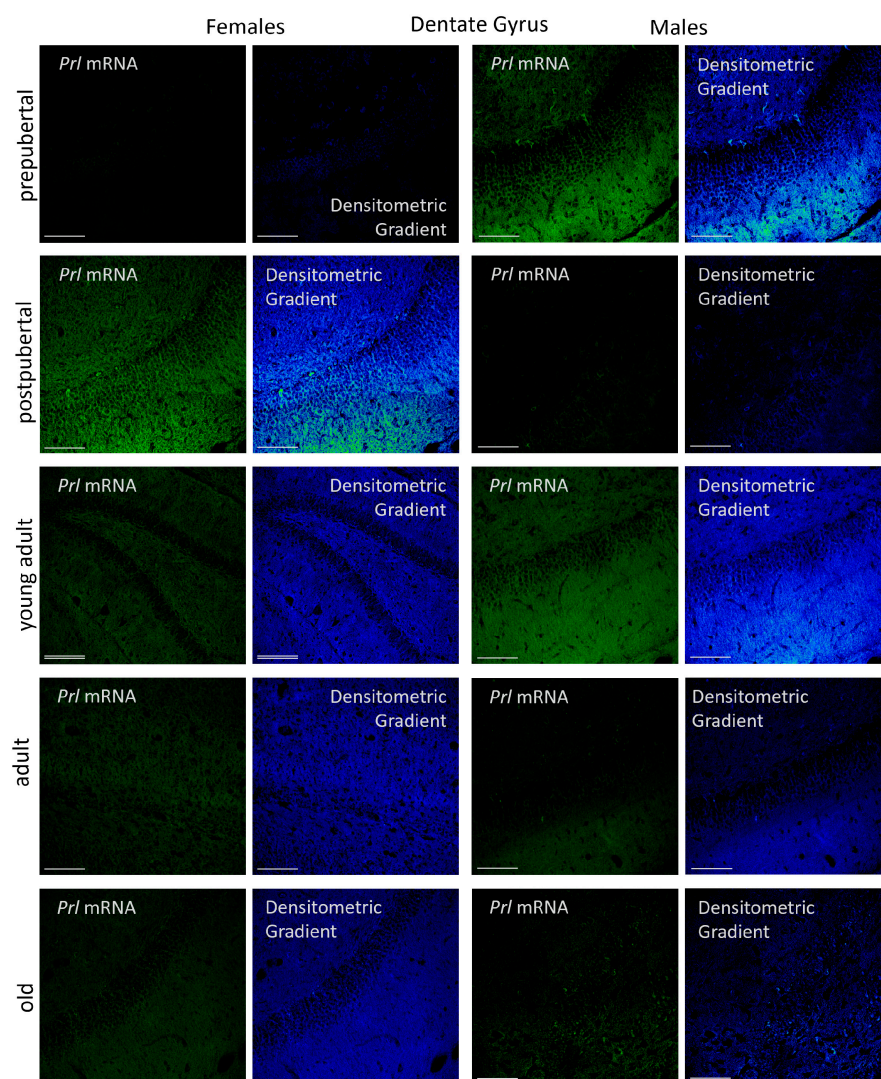 Females Dentate Gyrus Males
prepubertal
Prl mRNA
Densitometric
Gradient
Prl mRNA
Densitometric
Gradient
postpubertal
Prl mRNA
Densitometric
Gradient
Prl mRNA
Densitometric
Gradient
young adult
Prl mRNA
Densitometric
Gradient
Prl mRNA
Densitometric
Gradient
adult
Prl mRNA
Densitometric
Gradient
Prl mRNA
Densitometric
Gradient
old
Prl mRNA
Densitometric
Gradient
Prl mRNA
Densitometric
Gradient